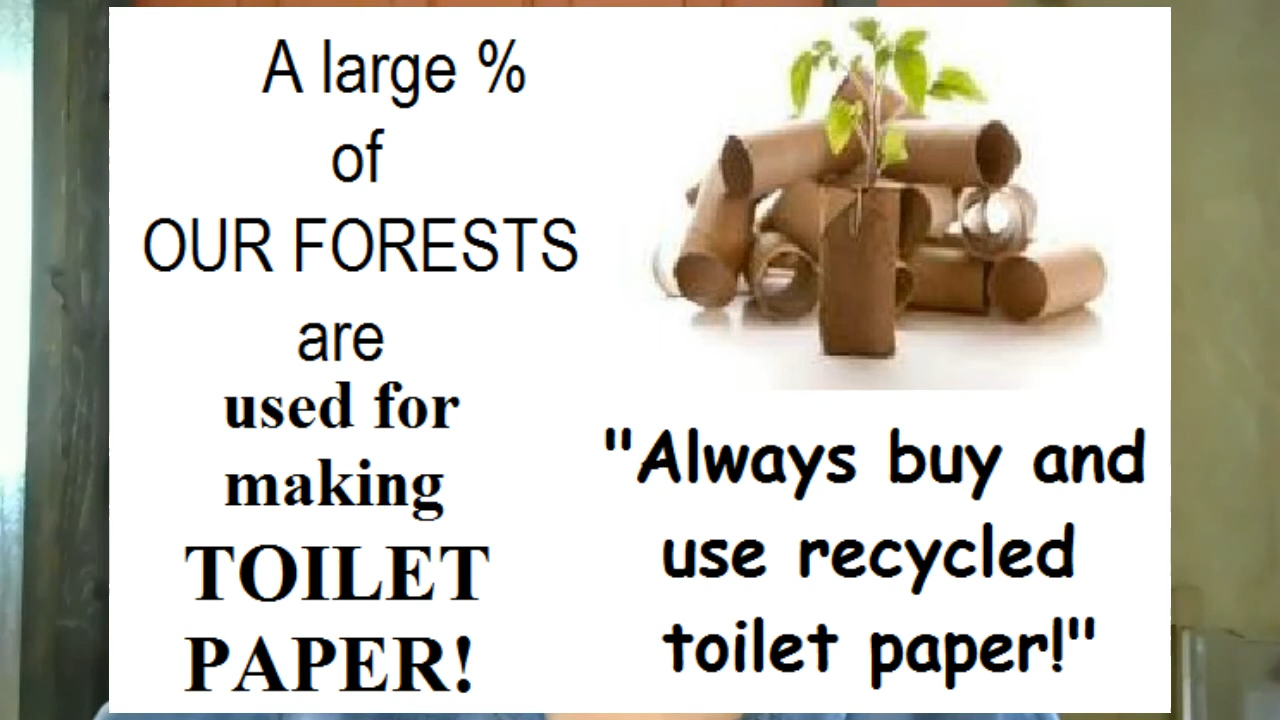 A large %
of
OUR FORESTS
are
used for
making
TOILET
PAPER!
"Always buy and
use recycled
toilet paper!"